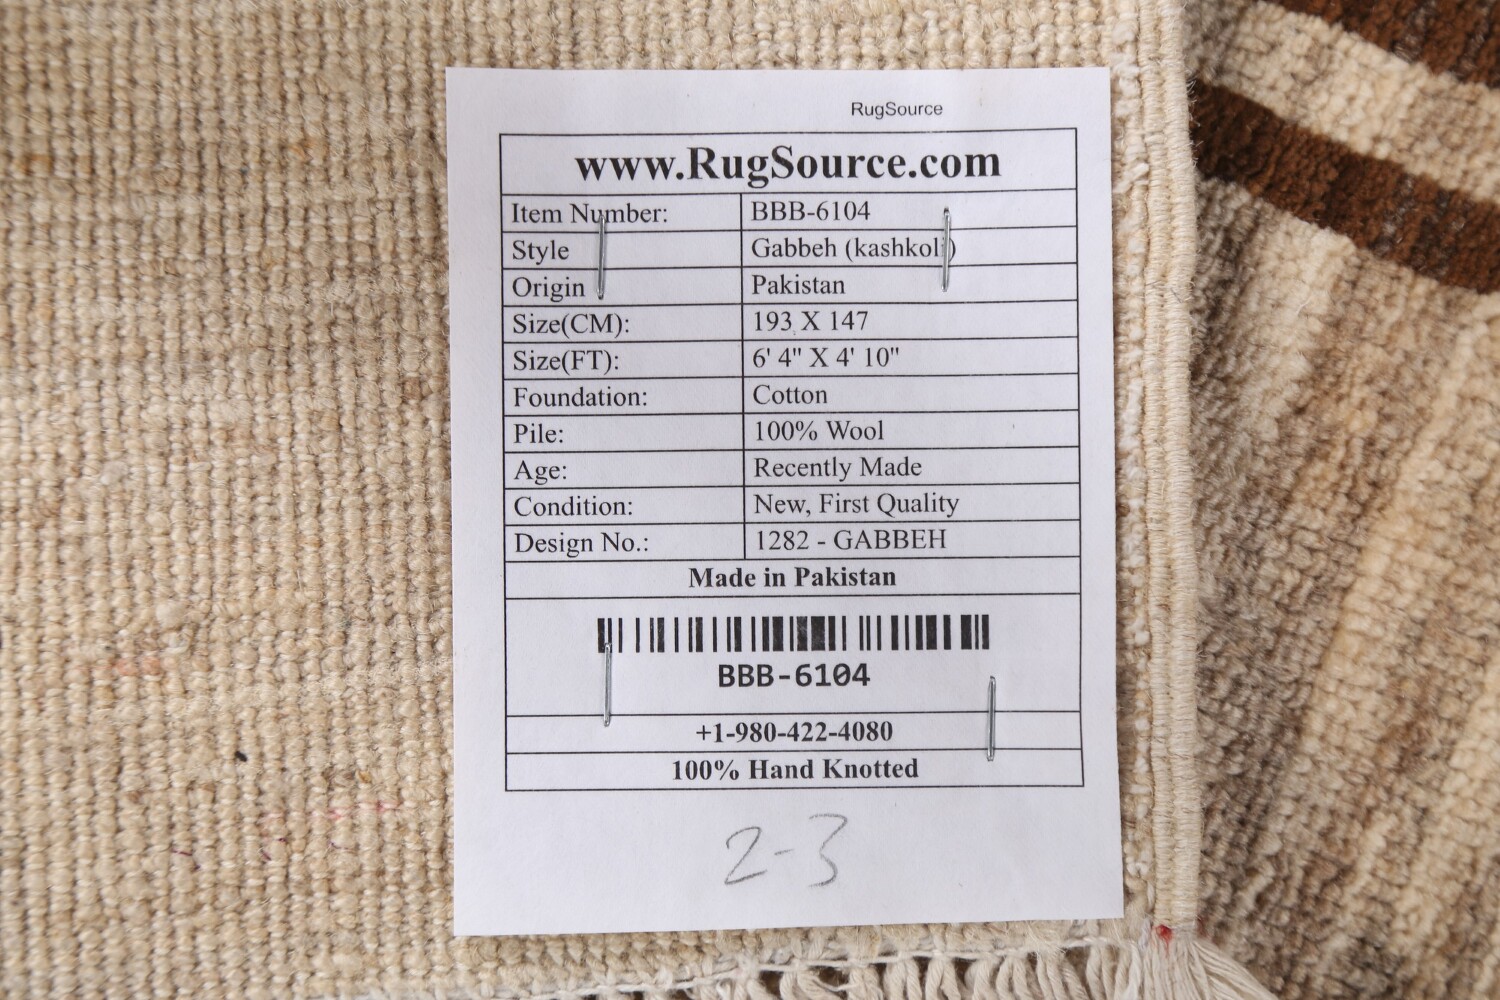 RugSource
www.RugSource.com
Item Number: BBB-6104
Style Gabbeh (kashkoli)
Origin Pakistan
Size(CM): 193 X 147
Size(FT): 6' 4" X 4' 10"
Foundation: Cotton
Pile: 100% Wool
Age: Recently Made
Condition: New, First Quality
Design No.: 1282 - GABBEH
Made in Pakistan
BBB-6104
+1-980-422-4080
100% Hand Knotted
2-3